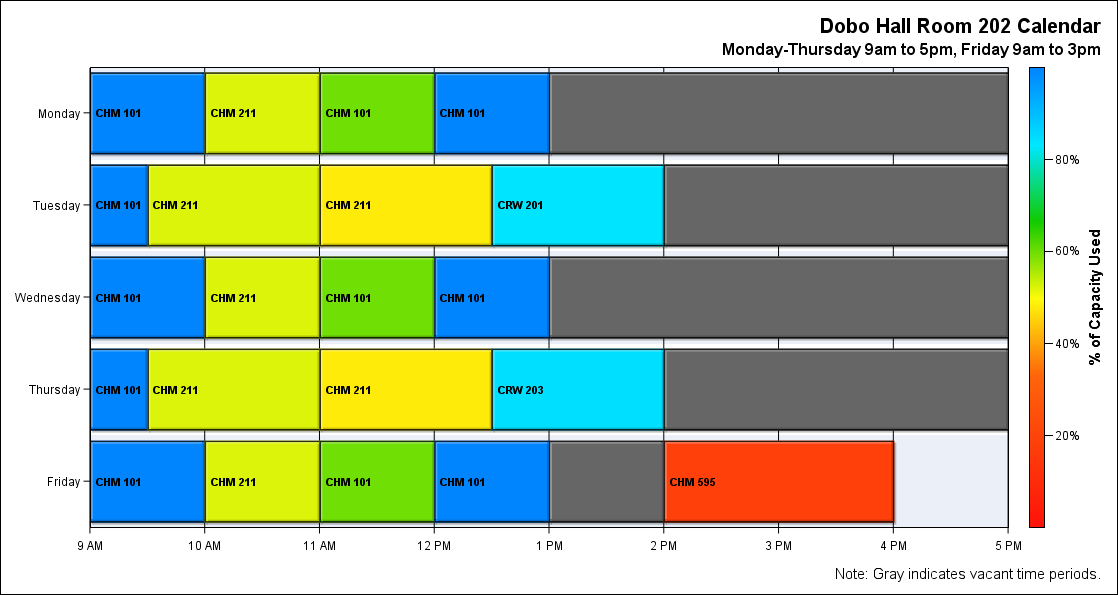 Dobo Hall Room 202 Calendar
Monday-Thursday 9am to 5pm, Friday 9am to 3pm
Monday
CHM 101
CHM 211
CHM 101
CHM 101
Tuesday
CHM 101
CHM 211
CHM 211
CRW 201
Wednesday
CHM 101
CHM 211
CHM 101
CHM 101
Thursday
CHM 101
CHM 211
CHM 211
CRW 203
Friday
CHM 101
CHM 211
CHM 101
CHM 101
CHM 595
9 AM
10 AM
11 AM
12 PM
1 PM
2 PM
3 PM
4 PM
5 PM
80%
60%
40%
20%
% of Capacity Used
Note: Gray indicates vacant time periods.